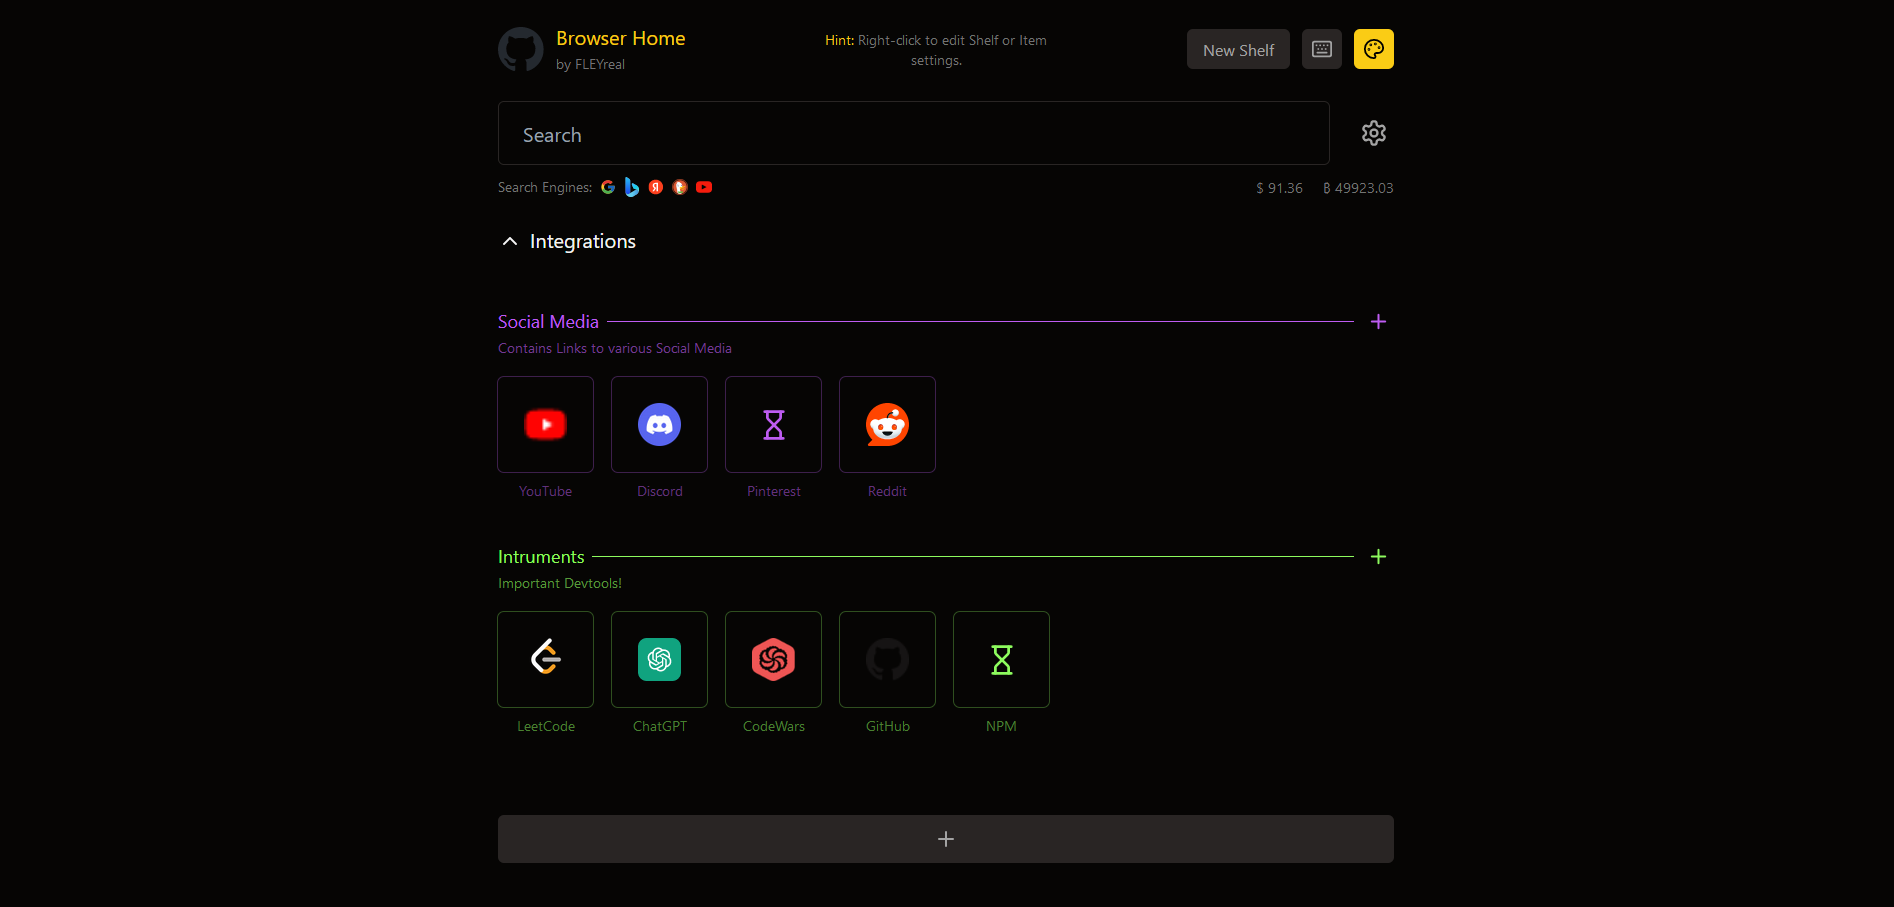 Browser Home
by FLEYreal
Hint: Right-click to edit Shelf or Item
settings.
New Shelf
Search
Search Engines:
$ 91.36
฿ 49923.03
Integrations
Social Media
Contains Links to various Social Media
YouTube
Discord
Pinterest
Reddit
Intruments
Important Devtools!
LeetCode
ChatGPT
CodeWars
GitHub
NPM